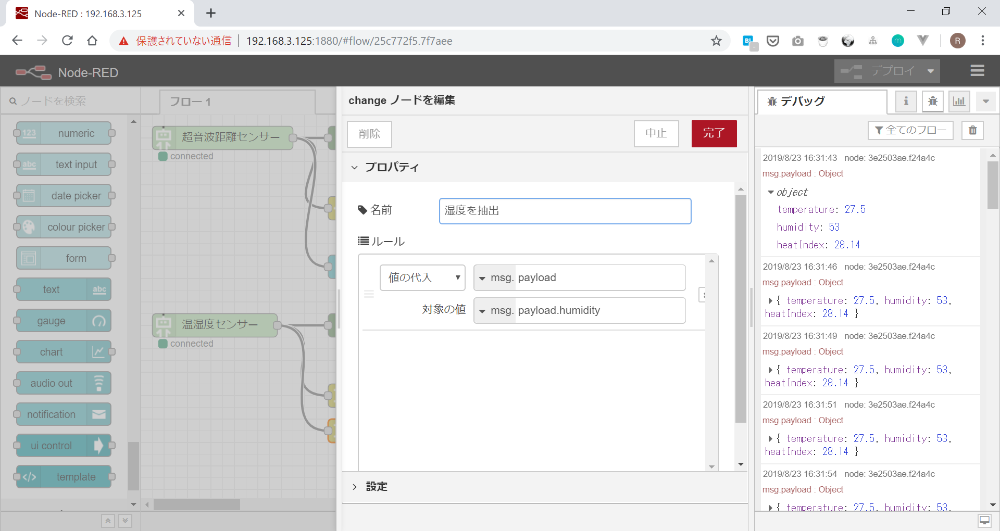 Node-RED : 192.168.3.125
保護されていない通信
192.168.3.125:1880/#flow/25c772f5.7f7aee
BI
m
R
Node-RED
デプロイ
ノードを検索
123 numeric
abc text input
date picker
colour picker
form
text abc
gauge
chart
audio out
notification
ui control
template
フロー 1
超音波距離センサー
connected
温湿度センサー
connected
change ノードを編集
削除
中止
完了
プロパティ
名前
湿度を抽出
ルール
値の代入
msg. payload
対象の値
msg. payload.humidity
設定
デバッグ
i
全てのフロー
2019/8/23 16:31:43 node: 3e2503ae.f24a4c
msg.payload : Object
object
temperature: 27.5
humidity: 53
heatIndex: 28.14
2019/8/23 16:31:46 node: 3e2503ae.f24a4c
msg.payload : Object
{ temperature: 27.5, humidity: 53,
heatIndex: 28.14 }
2019/8/23 16:31:49 node: 3e2503ae.f24a4c
msg.payload : Object
{ temperature: 27.5, humidity: 53,
heatIndex: 28.14 }
2019/8/23 16:31:51 node: 3e2503ae.f24a4c
msg.payload : Object
{ temperature: 27.5, humidity: 53,
heatIndex: 28.14 }
2019/8/23 16:31:54 node: 3e2503ae.f24a4c
msg.payload : Object
{ temperature: 27.5, humidity: 53,